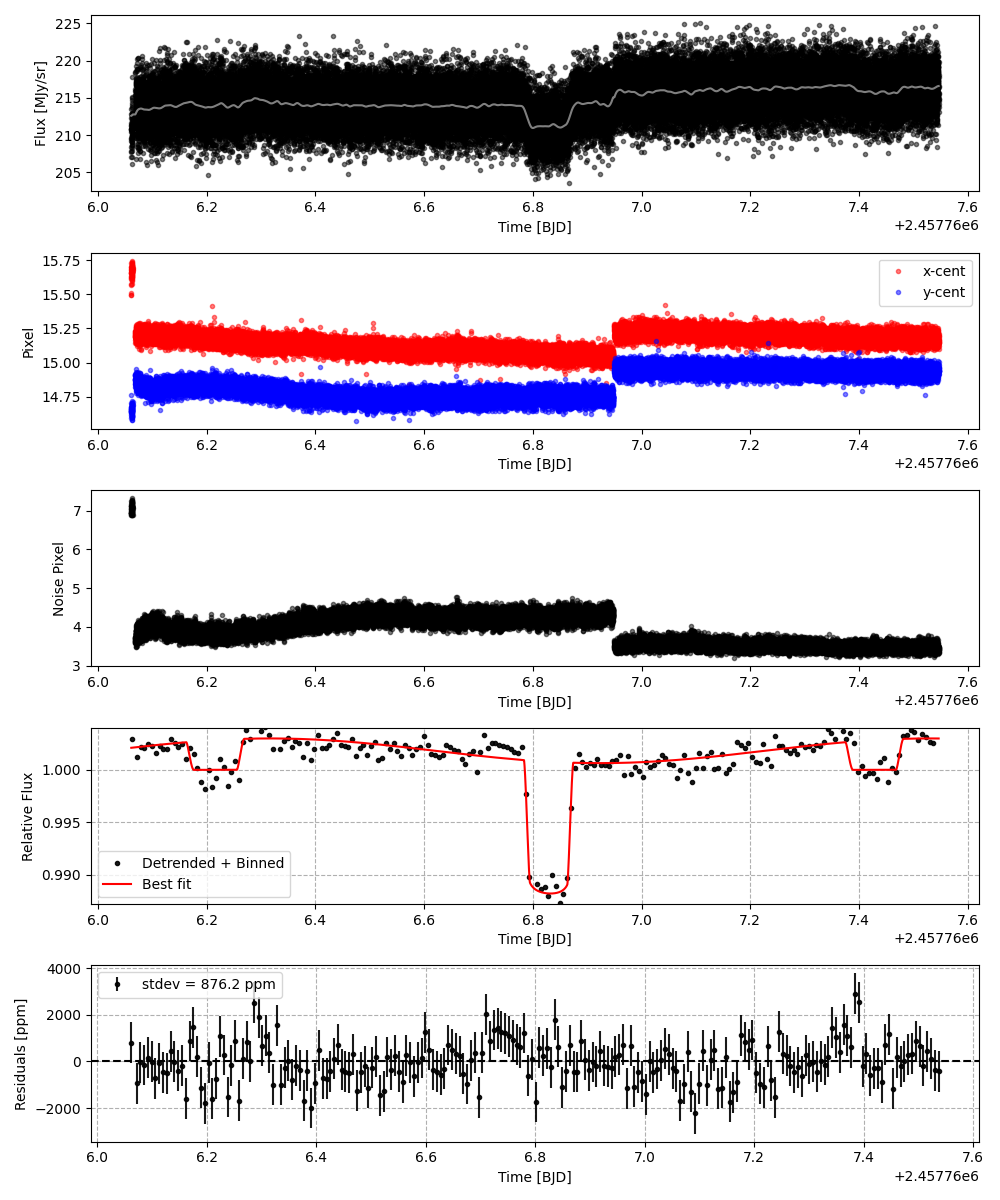 225
220
215
210
205
Flux [MJy/sr]
6.0 6.2 6.4 6.6 6.8 7.0 7.2 7.4 7.6
Time [BJD]
+2.45776e6
15.75
15.50
15.25
15.00
14.75
Pixel
x-cent
y-cent
6.0 6.2 6.4 6.6 6.8 7.0 7.2 7.4 7.6
Time [BJD]
+2.45776e6
7
6
5
4
3
Noise Pixel
6.0 6.2 6.4 6.6 6.8 7.0 7.2 7.4 7.6
Time [BJD]
+2.45776e6
1.000
0.995
0.990
Relative Flux
Detrended + Binned
Best fit
6.0 6.2 6.4 6.6 6.8 7.0 7.2 7.4 7.6
Time [BJD]
+2.45776e6
4000
2000
0
−2000
Residuals [ppm]
stdev = 876.2 ppm
6.0 6.2 6.4 6.6 6.8 7.0 7.2 7.4 7.6
Time [BJD]
+2.45776e6